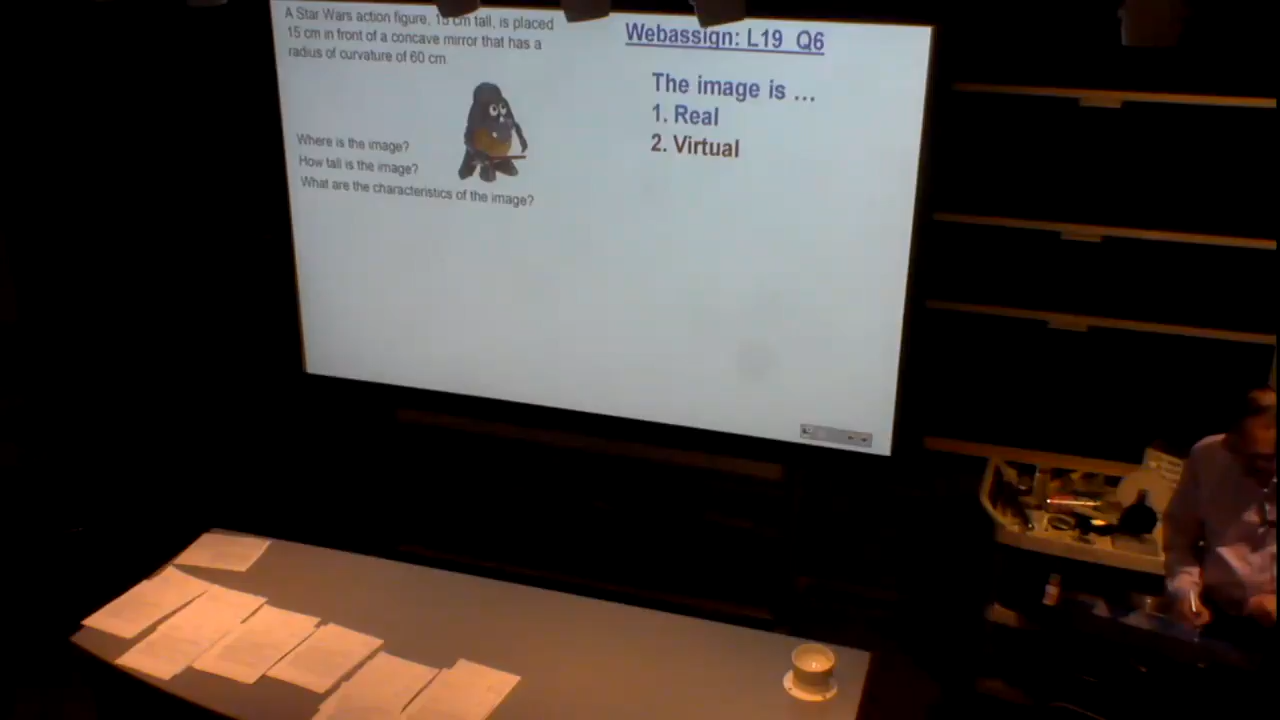 A Star Wars action figure, 15 cm tall, is placed
15 cm in front of a concave mirror that has a
radius of curvature of 60 cm.
Where is the image?
How tall is the image?
What are the characteristics of the image?
Webassign: L19 Q6
The image is ...
1. Real
2. Virtual